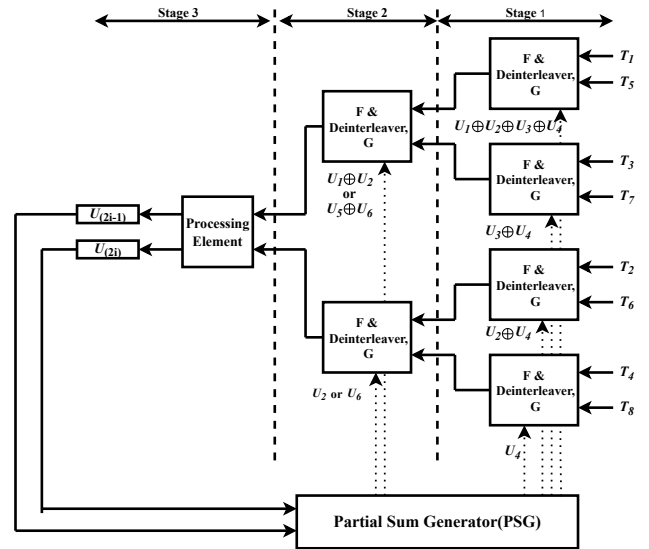 Stage 3
Stage 2
Stage 1
F &
Deinterleaver,
G
T1
T5
U1⊕U2⊕U3⊕U4
F &
Deinterleaver,
G
U1⊕U2
or
U5⊕U6
F &
Deinterleaver,
G
T3
T7
U3⊕U4
U(2i-1)
U(2i)
Processing
Element
F &
Deinterleaver,
G
T2
T6
U2⊕U4
F &
Deinterleaver,
G
U2 or U6
F &
Deinterleaver,
G
T4
T8
U4
Partial Sum Generator(PSG)